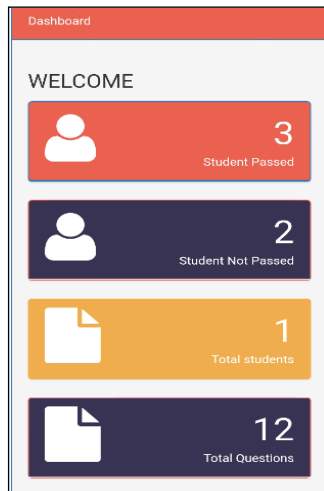 Dashboard
WELCOME
3
Student Passed
2
Student Not Passed
1
Total students
12
Total Questions